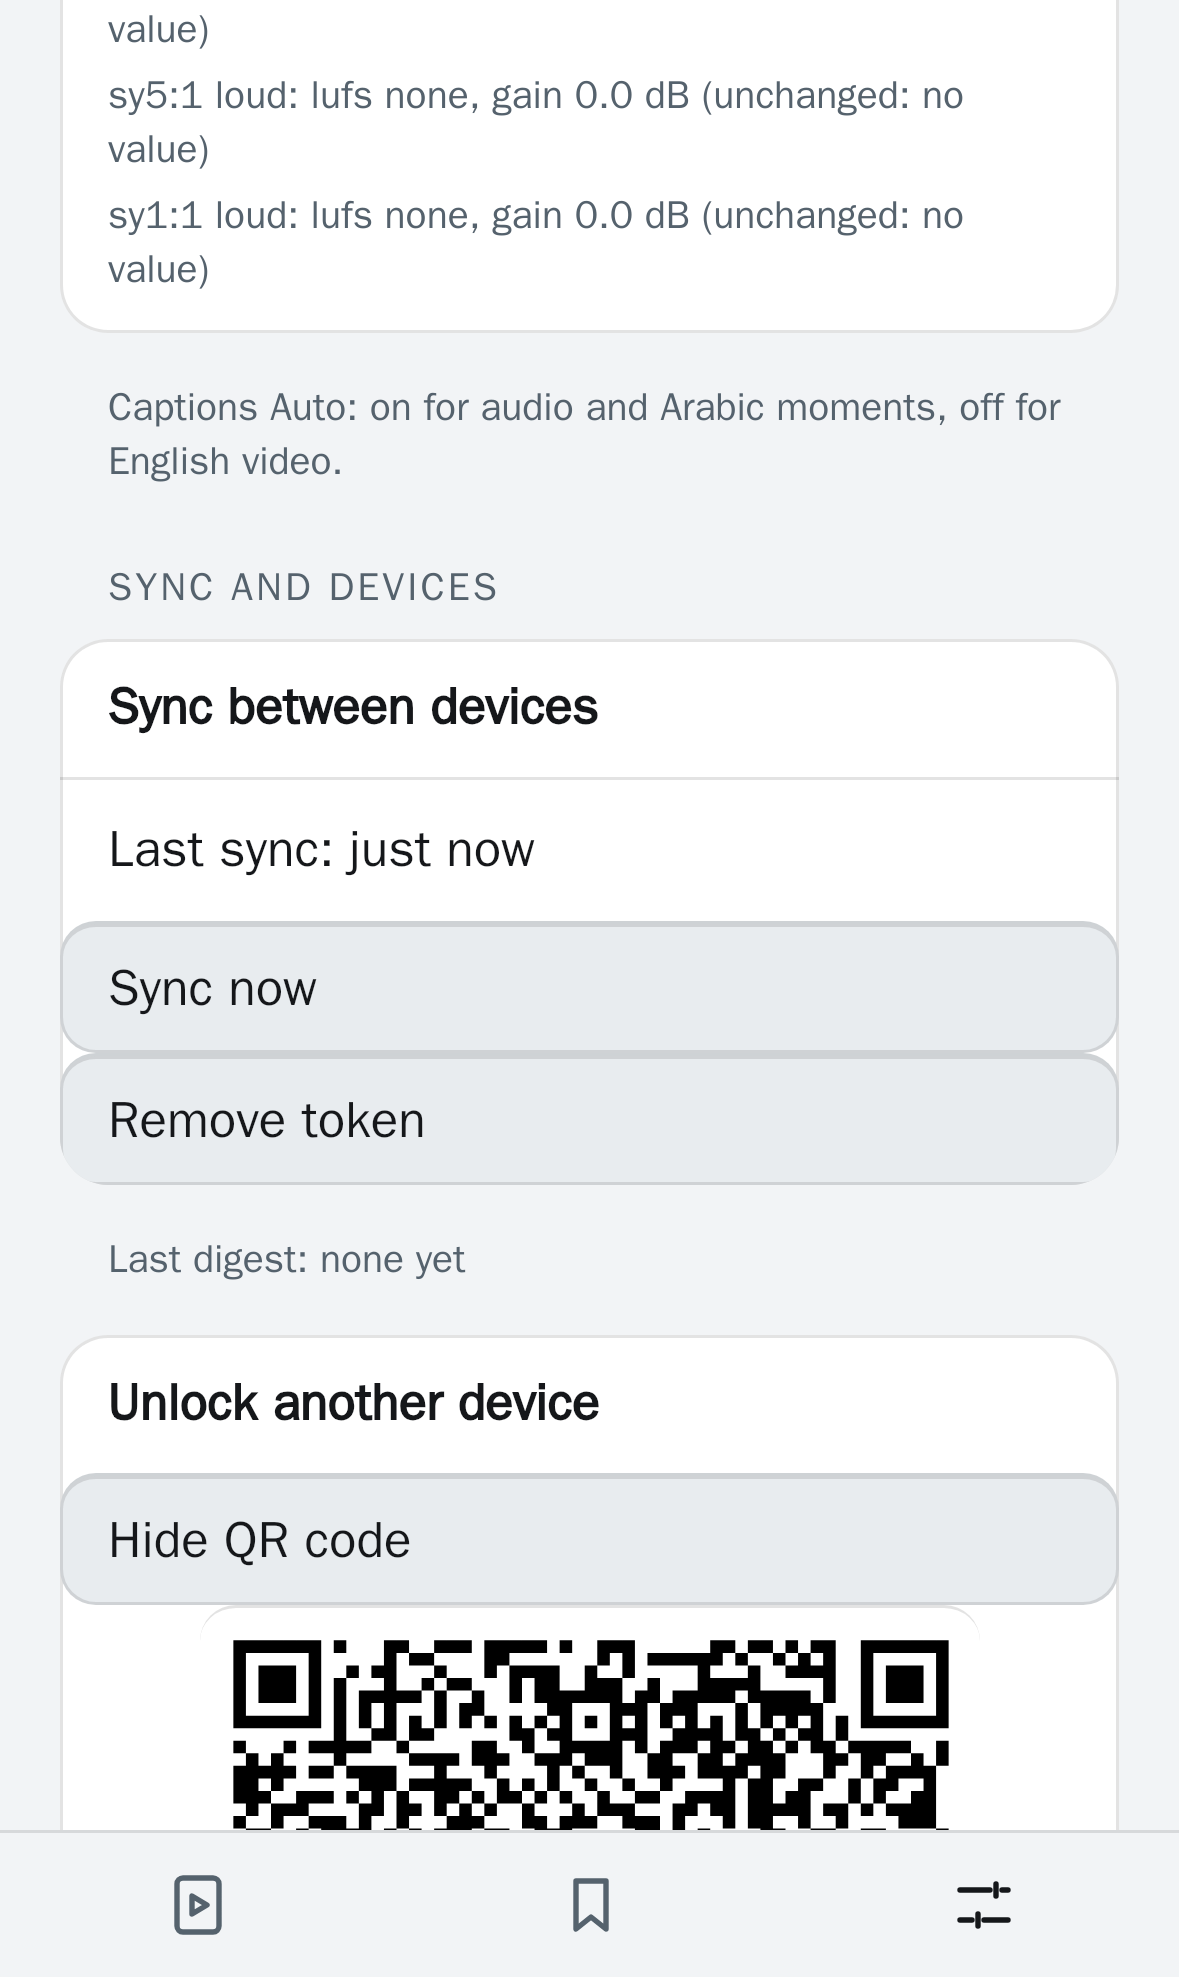 value)
sy5:1 loud: lufs none, gain 0.0 dB (unchanged: no
value)
sy1:1 loud: lufs none, gain 0.0 dB (unchanged: no
value)
Captions Auto: on for audio and Arabic moments, off for
English video.
SYNC AND DEVICES
Sync between devices
Last sync: just now
Sync now
Remove token
Last digest: none yet
Unlock another device
Hide QR code